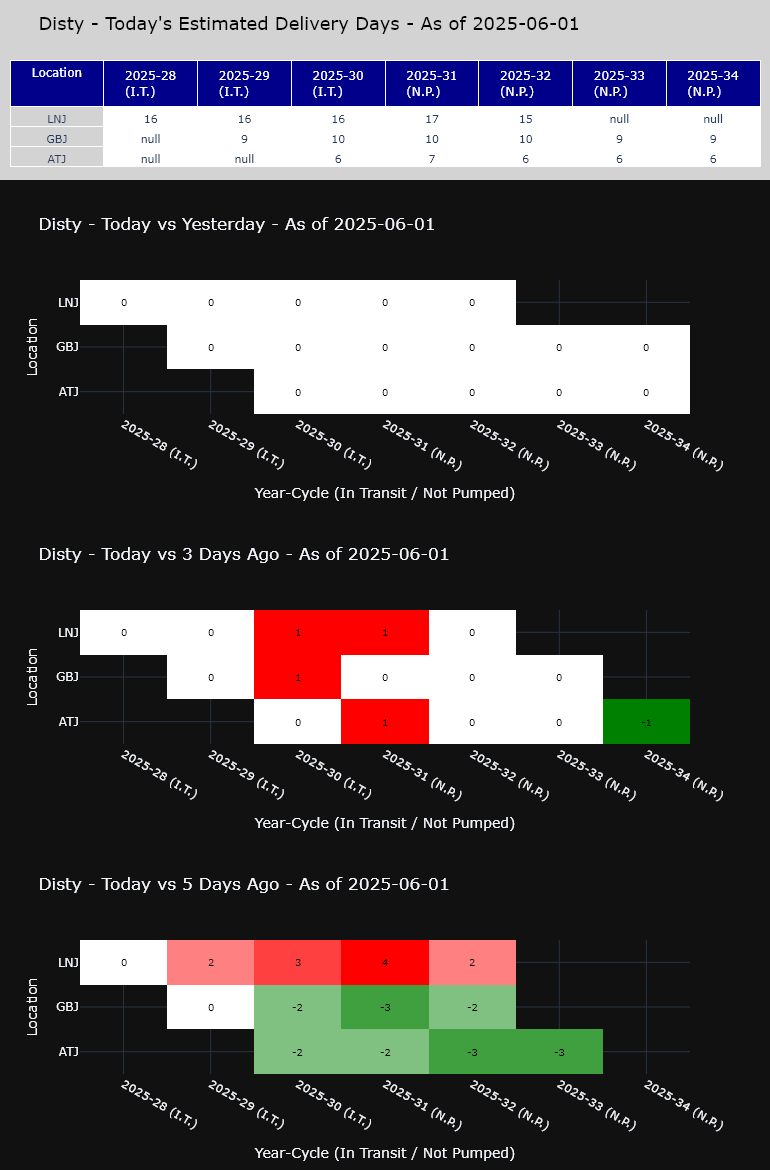 Disty - Today's Estimated Delivery Days - As of 2025-06-01
Location 2025-28 (I.T.) 2025-29 (I.T.) 2025-30 (I.T.) 2025-31 (N.P.) 2025-32 (N.P.) 2025-33 (N.P.) 2025-34 (N.P.)
LNJ 16 16 16 17 15 null null
GBJ null 9 10 10 10 9 9
ATJ null null 6 7 6 6 6
Disty - Today vs Yesterday - As of 2025-06-01
Location
LNJ 0 0 0 0 0
GBJ 0 0 0 0 0 0
ATJ 0 0 0 0 0
2025-28 (I.T.) 2025-29 (I.T.) 2025-30 (I.T.) 2025-31 (N.P.) 2025-32 (N.P.) 2025-33 (N.P.) 2025-34 (N.P.)
Year-Cycle (In Transit / Not Pumped)
Disty - Today vs 3 Days Ago - As of 2025-06-01
Location
LNJ 0 0 1 1 0
GBJ 0 1 0 0 0
ATJ 0 1 0 0 -1
2025-28 (I.T.) 2025-29 (I.T.) 2025-30 (I.T.) 2025-31 (N.P.) 2025-32 (N.P.) 2025-33 (N.P.) 2025-34 (N.P.)
Year-Cycle (In Transit / Not Pumped)
Disty - Today vs 5 Days Ago - As of 2025-06-01
Location
LNJ 0 2 3 4 2
GBJ 0 -2 -3 -2
ATJ -2 -2 -3 -3
2025-28 (I.T.) 2025-29 (I.T.) 2025-30 (I.T.) 2025-31 (N.P.) 2025-32 (N.P.) 2025-33 (N.P.) 2025-34 (N.P.)
Year-Cycle (In Transit / Not Pumped)